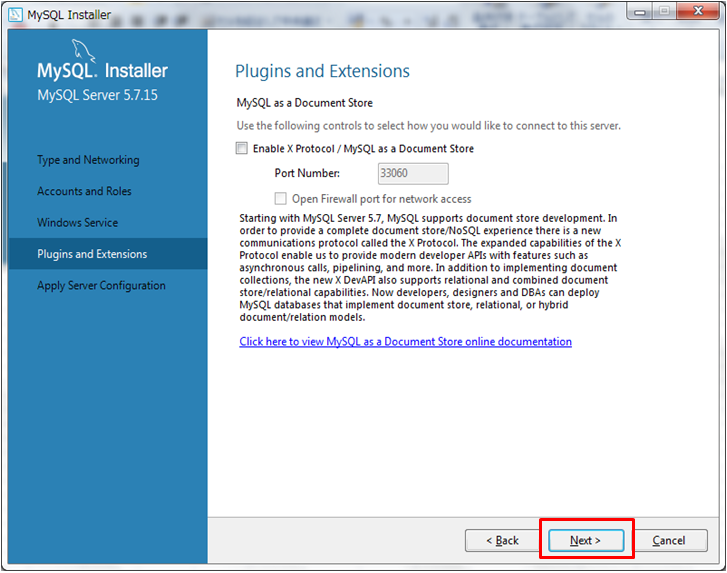 MySQL Installer
MySQL. Installer
MySQL Server 5.7.15
Type and Networking
Accounts and Roles
Windows Service
Plugins and Extensions
Apply Server Configuration
Plugins and Extensions
MySQL as a Document Store
Use the following controls to select how you would like to connect to this server.
Enable X Protocol / MySQL as a Document Store
Port Number: 33060
Open Firewall port for network access
Starting with MySQL Server 5.7, MySQL supports document store development. In
order to provide a complete document store/NoSQL experience there is a new
communications protocol called the X Protocol. The expanded capabilities of the X
Protocol enable us to provide modern developer APIs with features such as
asynchronous calls, pipelining, and more. In addition to implementing document
collections, the new X DevAPI also supports relational and combined document
store/relational capabilities. Now developers, designers and DBAs can deploy
MySQL databases that implement document store, relational, or hybrid
document/relation models.
Click here to view MySQL as a Document Store online documentation
< Back Next > Cancel